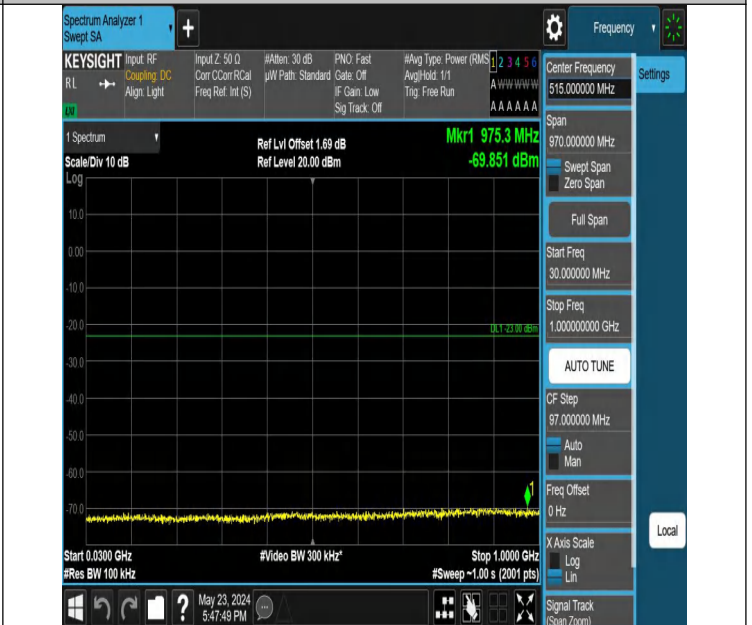 Spectrum Analyzer 1
Swept SA
+
Frequency
KEYSIGHT
RL
Input: RF
Coupling: DC
Align: Light
Input Z: 50 Ω
Corr CCorr RCal
Freq Ref: Int (S)
#Atten: 30 dB
µW Path: Standard
PNO: Fast
Gate: Off
IF Gain: Low
Sig Track: Off
#Avg Type: Power (RMS
Avg|Hold: 1/1
Trig: Free Run
1 2 3 4 5 6
A W W W W W
A A A A A A
1 Spectrum
Scale/Div 10 dB
Log
Ref Lvl Offset 1.69 dB
Ref Level 20.00 dBm
Mkr1 975.3 MHz
-69.851 dBm
10.0
0.00
-10.0
-20.0
DL1 -23.00 dBm
-30.0
-40.0
-50.0
-60.0
1
-70.0
Start 0.0300 GHz
#Video BW 300 kHz*
Stop 1.0000 GHz
#Res BW 100 kHz
#Sweep ~1.00 s (2001 pts)
?
May 23, 2024
5:47:49 PM
Center Frequency
515.000000 MHz
Settings
Span
970.000000 MHz
Swept Span
Zero Span
Full Span
Start Freq
30.000000 MHz
Stop Freq
1.000000000 GHz
AUTO TUNE
CF Step
97.000000 MHz
Auto
Man
Freq Offset
0 Hz
X Axis Scale
Log
Lin
Local
Signal Track
(Span Zoom)